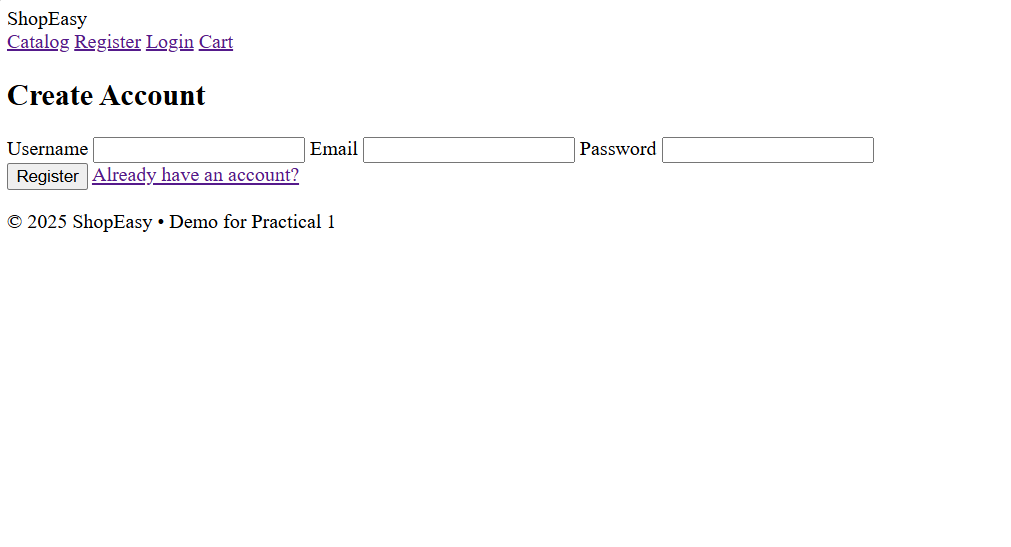 ShopEasy
Catalog Register Login Cart
Create Account
Username Email Password
Register Already have an account?
© 2025 ShopEasy • Demo for Practical 1